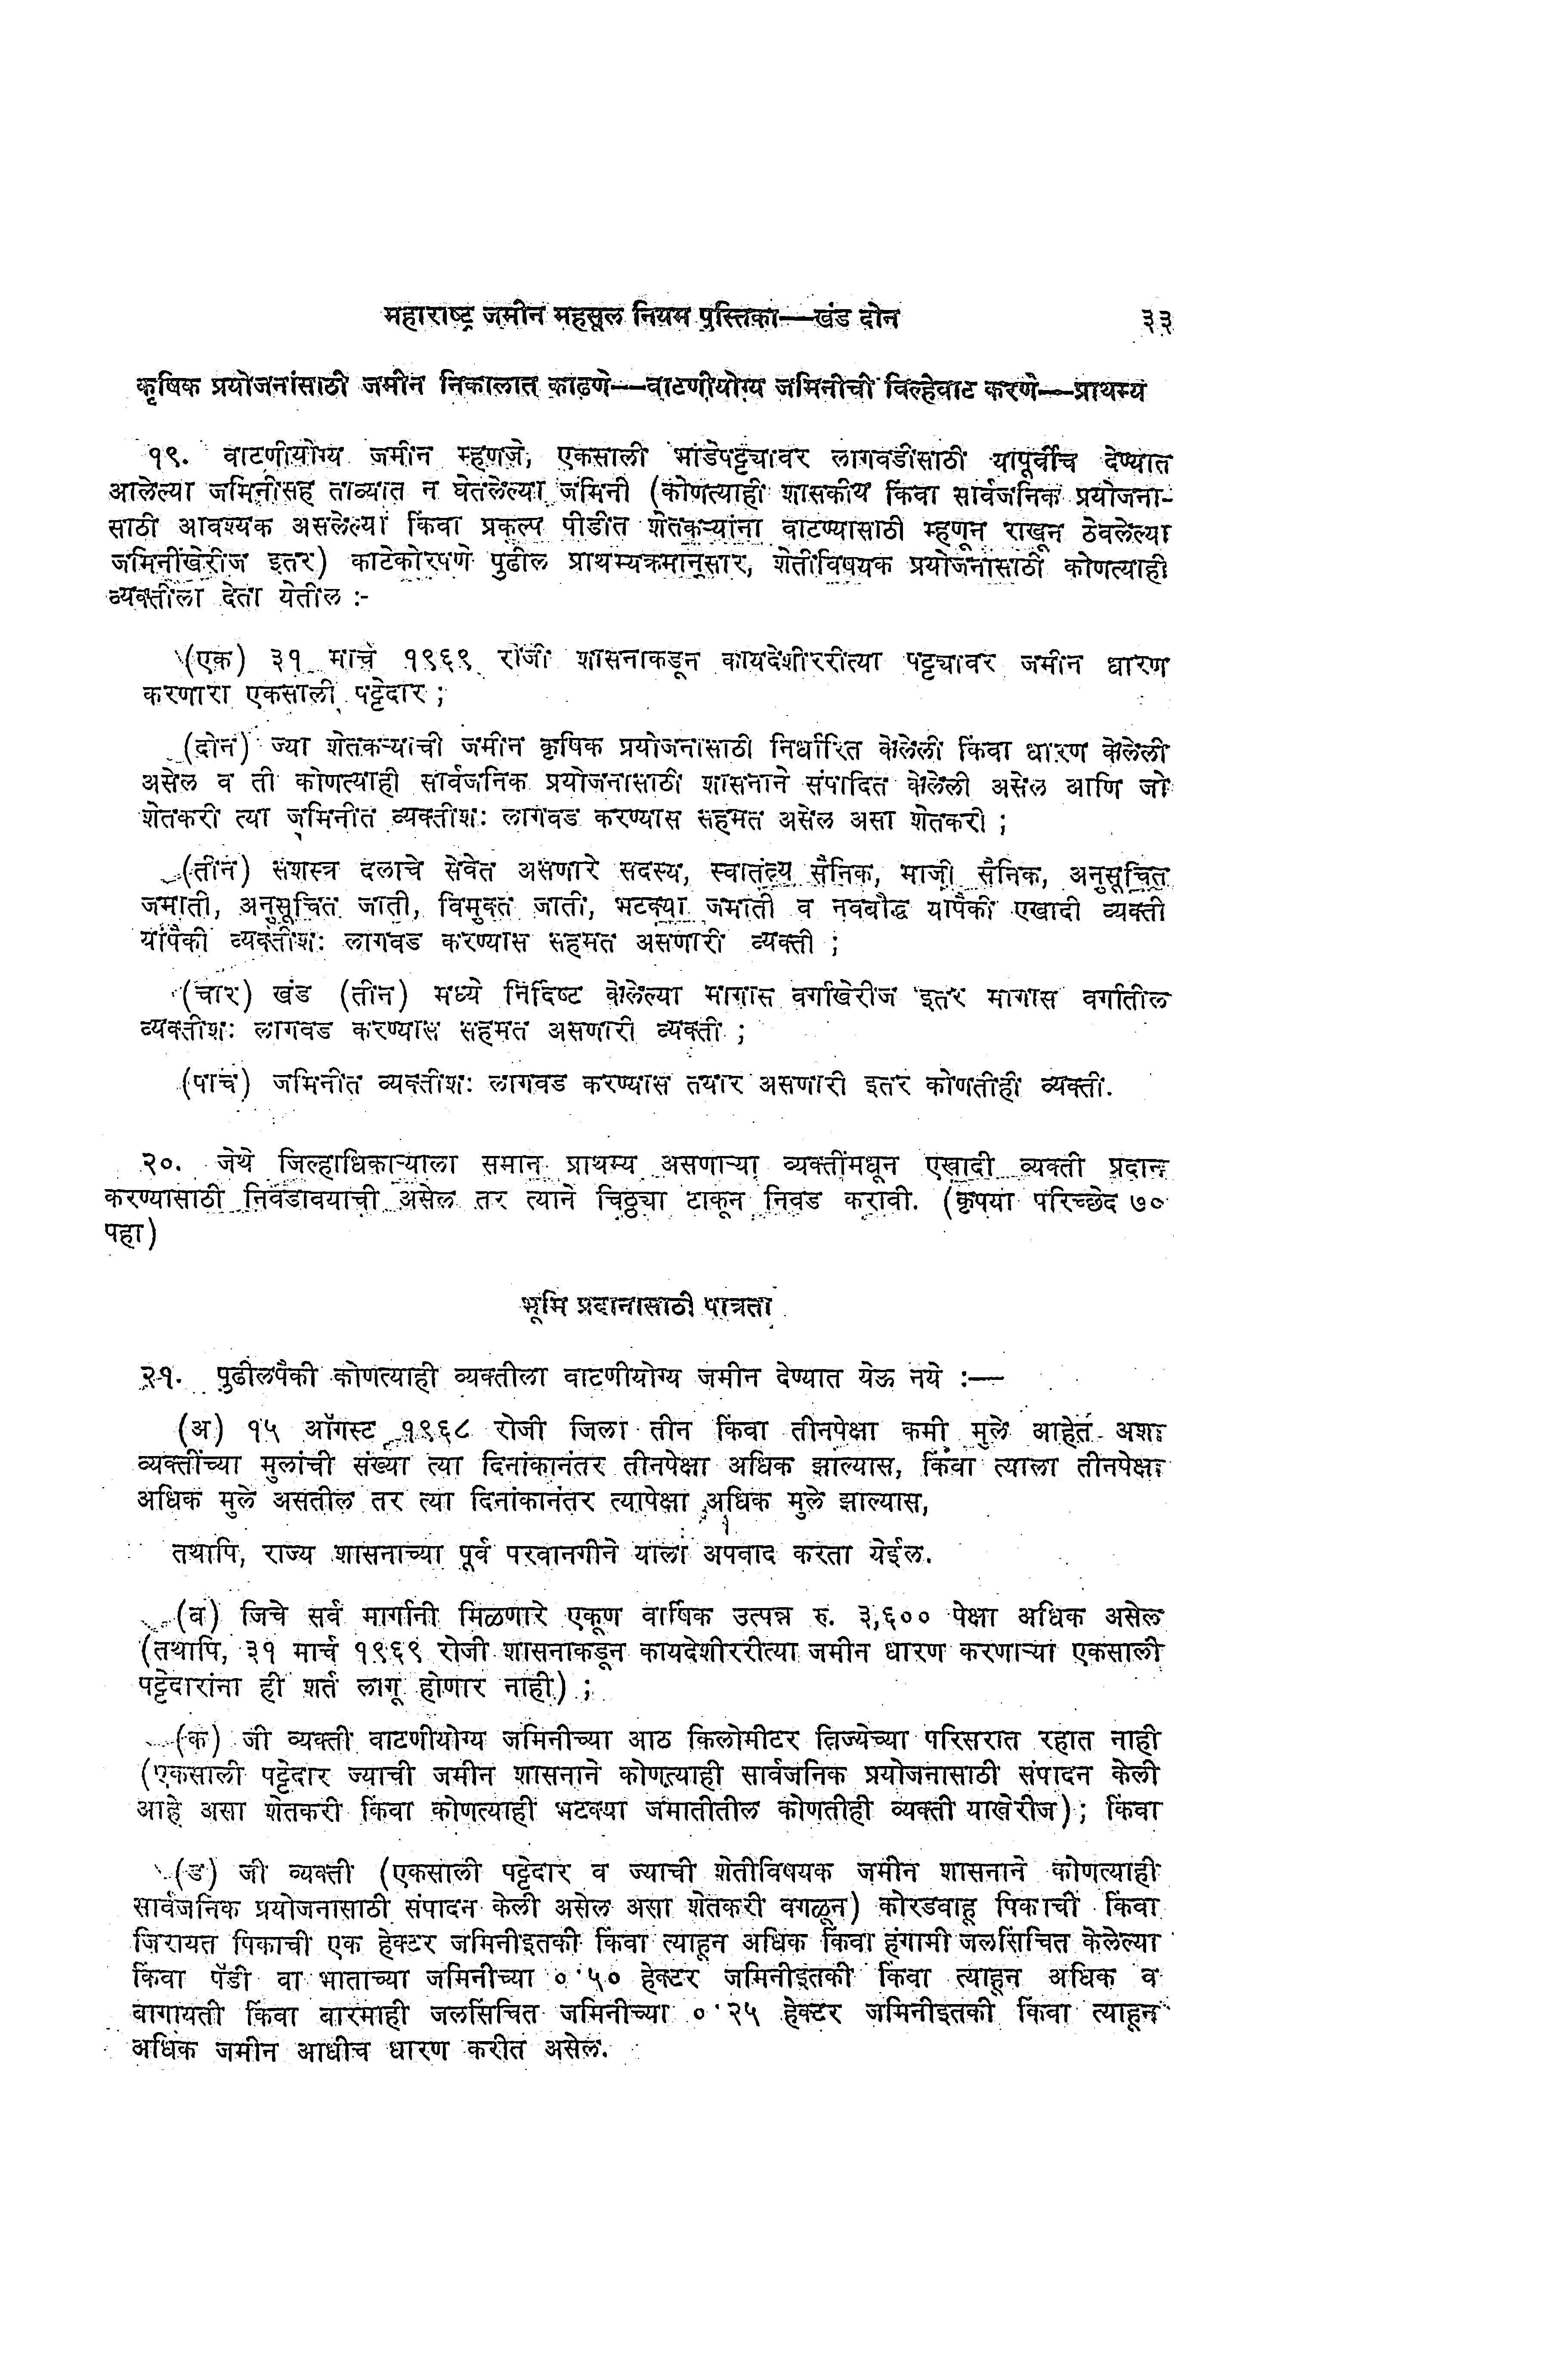 महाराष्ट्र जमीन महसूल नियम पुस्तिका—खंड दोन ३३
कृषिक प्रयोजनांसाठी जमीन निकालात काढणे—वाटणीयोग्य जमिनीची विल्हेवाट करणे—प्राथम्य
१९. वाटणीयोग्य जमीन म्हणजे, एकसाली भाडेपट्ट्यावर लागवडीसाठी यापूर्वीच देण्यात
आलेल्या जमिनीसह ताब्यात न घेतलेल्या जमिनी (कोणत्याही शासकीय किंवा सार्वजनिक प्रयोजना-
साठी आवश्यक असलेल्या किंवा प्रकल्प पीडीत शेतकऱ्यांना वाटण्यासाठी म्हणून राखून ठेवलेल्या
जमिनींखेरीज इतर) काटेकोरपणे पुढील प्राथम्यक्रमानुसार, शेतीविषयक प्रयोजनासाठी कोणत्याही
व्यक्तीला देता येतील :-
(एक) ३१ मार्च १९६९ रोजी शासनाकडून कायदेशीररीत्या पट्ट्यावर जमीन धारण
करणारा एकसाली पट्टेदार ;
(दोन) ज्या शेतकऱ्याची जमीन कृषिक प्रयोजनासाठी निर्धारित केलेली किंवा धारण केलेली
असेल व ती कोणत्याही सार्वजनिक प्रयोजनासाठी शासनाने संपादित केलेली असेल आणि जो
शेतकरी त्या जमिनीत व्यक्तीशः लागवड करण्यास सहमत असेल असा शेतकरी ;
(तीन) सशस्त्र दलाचे सेवेत असणारे सदस्य, स्वातंत्र्य सैनिक, माजी सैनिक, अनुसूचित
जमाती, अनुसूचित जाती, विमुक्त जाती, भटक्या जमाती व नवबौद्ध यांपैकी एखादी व्यक्ती
यांपैकी व्यक्तीशः लागवड करण्यास सहमत असणारी व्यक्ती ;
(चार) खंड (तीन) मध्ये निर्दिष्ट केलेल्या मागास वर्गाखेरीज इतर मागास वर्गातील
व्यक्तीशः लागवड करण्यास सहमत असणारी व्यक्ती ;
(पाच) जमिनीत व्यक्तीशः लागवड करण्यास तयार असणारी इतर कोणतीही व्यक्ती.
२०. जेथे जिल्हाधिकाऱ्याला समान प्राथम्य असणाऱ्या व्यक्तींमधून एखादी व्यक्ती प्रदान
करण्यासाठी निवडावयाची असेल तर त्याने चिठ्ठ्या टाकून निवड करावी. (कृपया परिच्छेद ७०
पहा)
भूमि प्रदानासाठी पात्रता
२१. पुढीलपैकी कोणत्याही व्यक्तीला वाटणीयोग्य जमीन देण्यात येऊ नये :—
(अ) १५ ऑगस्ट १९६८ रोजी जिला तीन किंवा तीनपेक्षा कमी मुले आहेत अशा
व्यक्तींच्या मुलांची संख्या त्या दिनांकानंतर तीनपेक्षा अधिक झाल्यास, किंवा त्याला तीनपेक्षा
अधिक मुले असतील तर त्या दिनांकानंतर त्यापेक्षा अधिक मुले झाल्यास,
तथापि, राज्य शासनाच्या पूर्व परवानगीने याला अपवाद करता येईल.
(ब) जिचे सर्व मार्गांनी मिळणारे एकूण वार्षिक उत्पन्न रु. ३,६०० पेक्षा अधिक असेल
(तथापि, ३१ मार्च १९६९ रोजी शासनाकडून कायदेशीररीत्या जमीन धारण करणाऱ्या एकसाली
पट्टेदारांना ही शर्त लागू होणार नाही) ;
(क) जी व्यक्ती वाटणीयोग्य जमिनीच्या आठ किलोमीटर त्रिज्येच्या परिसरात रहात नाही
(एकसाली पट्टेदार ज्याची जमीन शासनाने कोणत्याही सार्वजनिक प्रयोजनासाठी संपादन केली
आहे असा शेतकरी किंवा कोणत्याही भटक्या जमातीतील कोणतीही व्यक्ती याखेरीज) ; किंवा
(ड) जी व्यक्ती (एकसाली पट्टेदार व ज्याची शेतीविषयक जमीन शासनाने कोणत्याही
सार्वजनिक प्रयोजनासाठी संपादन केली असेल असा शेतकरी वगळून) कोरडवाहू पिकाची किंवा
जिरायत पिकाची एक हेक्टर जमिनीइतकी किंवा त्याहून अधिक किंवा हंगामी जलसिंचित केलेल्या
किंवा पॅडी वा भाताच्या जमिनीच्या ०·५० हेक्टर जमिनीइतकी किंवा त्याहून अधिक व
बागायती किंवा बारमाही जलसिंचित जमिनीच्या ०·२५ हेक्टर जमिनीइतकी किंवा त्याहून
अधिक जमीन आधीच धारण करीत असेल.